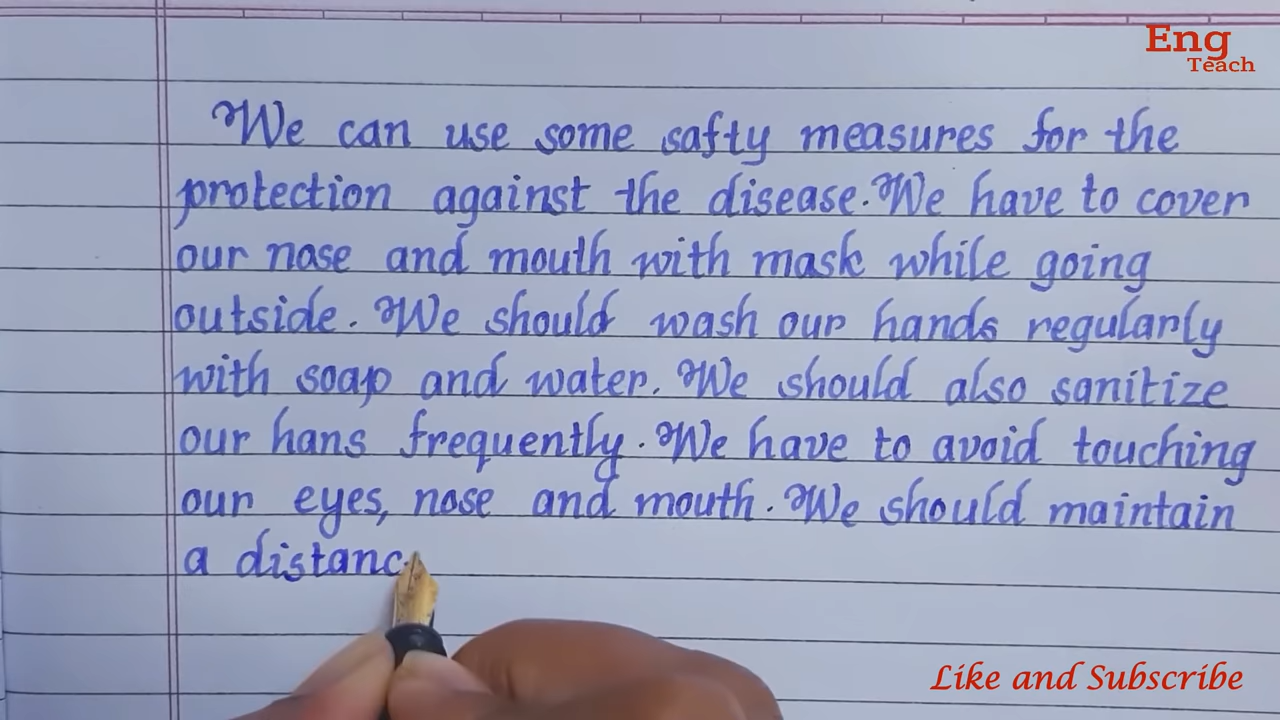 Eng
Teach
We can use some safty measures for the
protection against the disease. We have to cover
our nose and mouth with mask while going
outside. We should wash our hands regularly
with soap and water. We should also sanitize
our hans frequently. We have to avoid touching
our eyes, nose and mouth. We should maintain
a distanc
Like and Subscribe